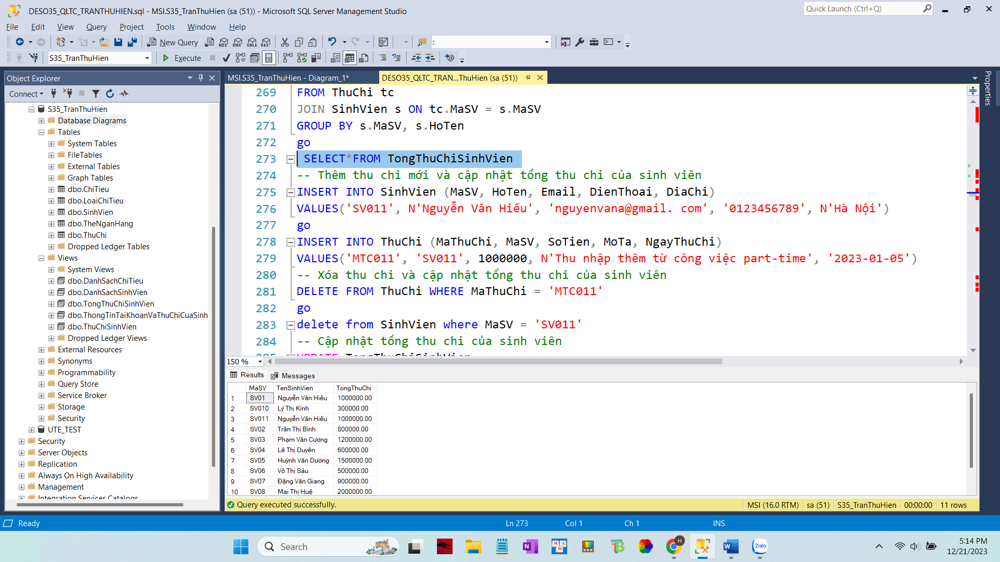 DESO35_QLTC_TRANTHUHIEN.sql - MSI.S35_TranThuHien (sa (51)) - Microsoft SQL Server Management Studio
Quick Launch (Ctrl+Q)
File Edit View Query Project Tools Window Help
New Query
MDX DMX XMLA DAX
:
S35_TranThuHien
Execute
Object Explorer
Connect
S35_TranThuHien
Database Diagrams
Tables
System Tables
FileTables
External Tables
Graph Tables
dbo.ChiTieu
dbo.LoaiChiTieu
dbo.SinhVien
dbo.TheNganHang
dbo.ThuChi
Dropped Ledger Tables
Views
System Views
dbo.DanhSachChiTieu
dbo.DanhSachSinhVien
dbo.TongThuChiSinhVien
dbo.ThongTinTaiKhoanVaThuChiCuaSinh
dbo.ThuChiSinhVien
Dropped Ledger Views
External Resources
Synonyms
Programmability
Query Store
Service Broker
Storage
Security
UTE_TEST
Security
Server Objects
Replication
Always On High Availability
Management
Integration Services Catalogs
MSI.S35_TranThuHien - Diagram_1*
DESO35_QLTC_TRAN...ThuHien (sa (51))
Properties
269 FROM ThuChi tc
270 JOIN SinhVien s ON tc.MaSV = s.MaSV
271 GROUP BY s.MaSV, s.HoTen
272 go
273 SELECT*FROM TongThuChiSinhVien
274 -- Thêm thu chi mới và cập nhật tổng thu chi của sinh viên
275 INSERT INTO SinhVien (MaSV, HoTen, Email, DienThoai, DiaChi)
276 VALUES('SV011', N'Nguyễn Văn Hiếu', 'nguyenvana@gmail. com', '0123456789', N'Hà Nội')
277 go
278 INSERT INTO ThuChi (MaThuChi, MaSV, SoTien, MoTa, NgayThuChi)
279 VALUES('MTC011', 'SV011', 1000000, N'Thu nhập thêm từ công việc part-time', '2023-01-05')
280 -- Xóa thu chi và cập nhật tổng thu chi của sinh viên
281 DELETE FROM ThuChi WHERE MaThuChi = 'MTC011'
282 go
283 delete from SinhVien where MaSV = 'SV011'
284 -- Cập nhật tổng thu chi của sinh viên
285 UPDATE TongThuChiSinhVien
150 %
Results Messages
MaSV TenSinhVien TongThuChi
1 SV01 Nguyễn Văn Hiếu 1000000.00
2 SV010 Lý Thị Kính 300000.00
3 SV011 Nguyễn Văn Hiếu 1000000.00
4 SV02 Trần Thị Bình 800000.00
5 SV03 Phạm Văn Cương 1200000.00
6 SV04 Lê Thị Duyên 600000.00
7 SV05 Huỳnh Văn Dương 1500000.00
8 SV06 Võ Thị Sáu 500000.00
9 SV07 Đặng Văn Giang 900000.00
10 SV08 Mai Thị Huệ 2000000.00
Query executed successfully.
MSI (16.0 RTM) sa (51) S35_TranThuHien 00:00:00 11 rows
Ready
Ln 273 Col 1 Ch 1 INS
Search
Zalo
5:14 PM
12/21/2023